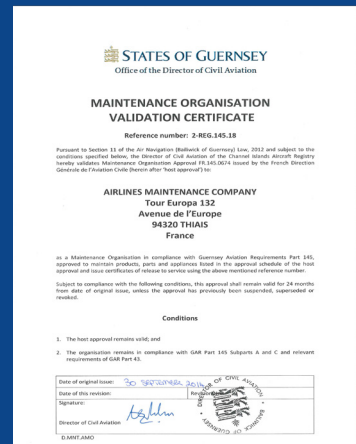 STATES OF GUERNSEY
Office of the Director of Civil Aviation
MAINTENANCE ORGANISATION
VALIDATION CERTIFICATE
Reference number: 2-REG.145.18
Pursuant to Section 11 of the Air Navigation (Bailiwick of Guernsey) Law, 2012 and subject to the
conditions specified below, the Director of Civil Aviation of the Channel Islands Aircraft Registry
hereby validates Maintenance Organisation Approval FR.145.0674 issued by the French Direction
Générale de l'Aviation Civile (herein after 'host approval') to:
AIRLINES MAINTENANCE COMPANY
Tour Europa 132
Avenue de l'Europe
94320 THIAIS
France
as a Maintenance Organisation in compliance with Guernsey Aviation Requirements Part 145,
approved to maintain products, parts and appliances listed in the approval schedule of the host
approval and issue certificates of release to service using the above mentioned reference number.
Subject to compliance with the following conditions, this approval shall remain valid for 24 months
from date of original issue, unless the approval has previously been suspended, superseded or
revoked.
Conditions
1. The host approval remains valid; and
2. The organisation remains in compliance with GAR Part 145 Subparts A and C and relevant
requirements of GAR Part 43.
Date of original issue: 30 SEPTEMBER
Date of this revision:
Signature:
Director of Civil Aviation
OF CIVIL AVIATION
BAILIWICK
GUERNSEY
D.MNT.AMO